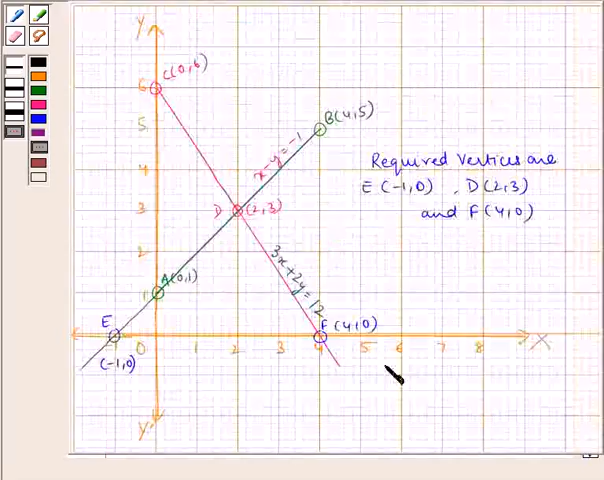 Y
6 C(0,6)
5 B(4,5)
x-y=-1
4
Required Vertices are
E(-1,0) , D(2,3)
3 D (2,3)
and F(4,0)
2
3x+2y=12
1 A(0,1)
E
F(4,0)
-1 0 1 2 3 4 5 6 7 8 X
(-1,0)
Y'